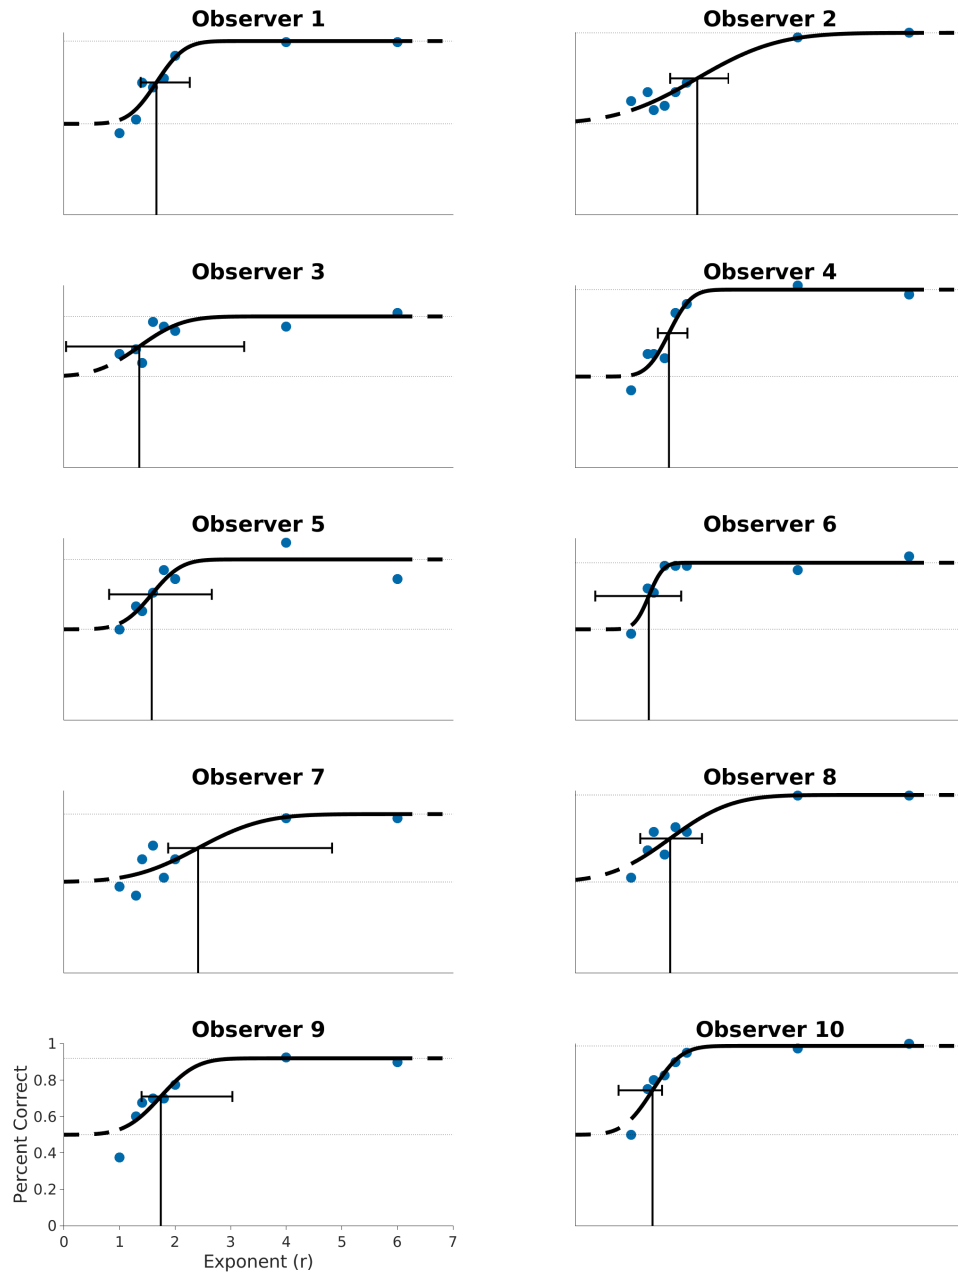 Observer 1
Observer 2
Observer 3
Observer 4
Observer 5
Observer 6
Observer 7
Observer 8
Observer 9
Observer 10
1
0.8
0.6
0.4
0.2
0
Percent Correct
0 1 2 3 4 5 6 7
Exponent (r)